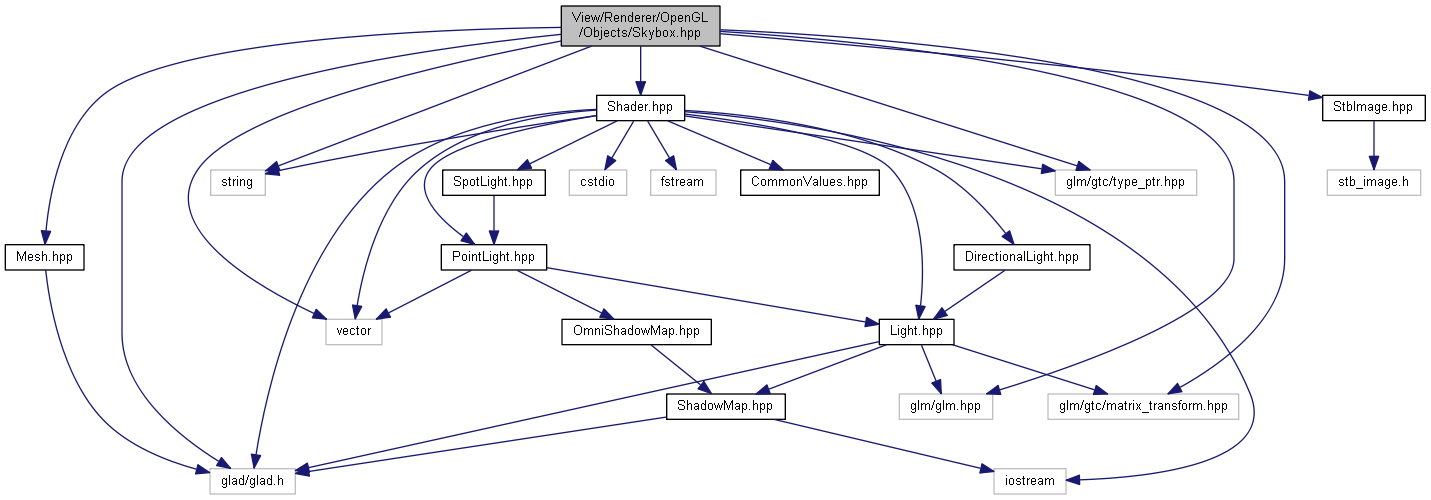 View/Renderer/OpenGL
/Objects/Skybox.hpp
Shader.hpp
StbImage.hpp
string
SpotLight.hpp
cstdio
fstream
CommonValues.hpp
glm/gtc/type_ptr.hpp
stb_image.h
Mesh.hpp
PointLight.hpp
DirectionalLight.hpp
vector
OmniShadowMap.hpp
Light.hpp
ShadowMap.hpp
glm/glm.hpp
glm/gtc/matrix_transform.hpp
glad/glad.h
iostream